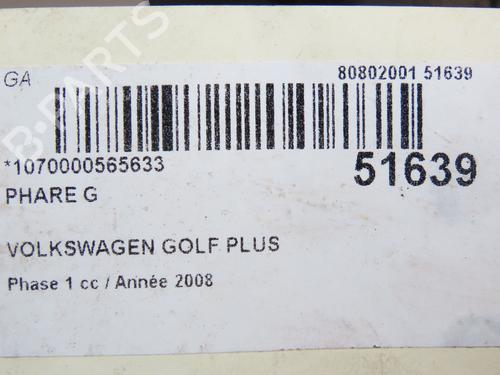 GA
80802001 51639
*1070000565633
51639
PHARE G
VOLKSWAGEN GOLF PLUS
Phase 1 cc / Année 2008
B-PARTS